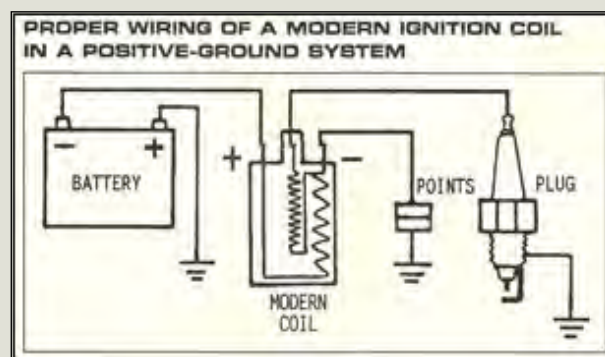 PROPER WIRING OF A MODERN IGNITION COIL
IN A POSITIVE-GROUND SYSTEM
− +
BATTERY
+ −
MODERN
COIL
POINTS
PLUG